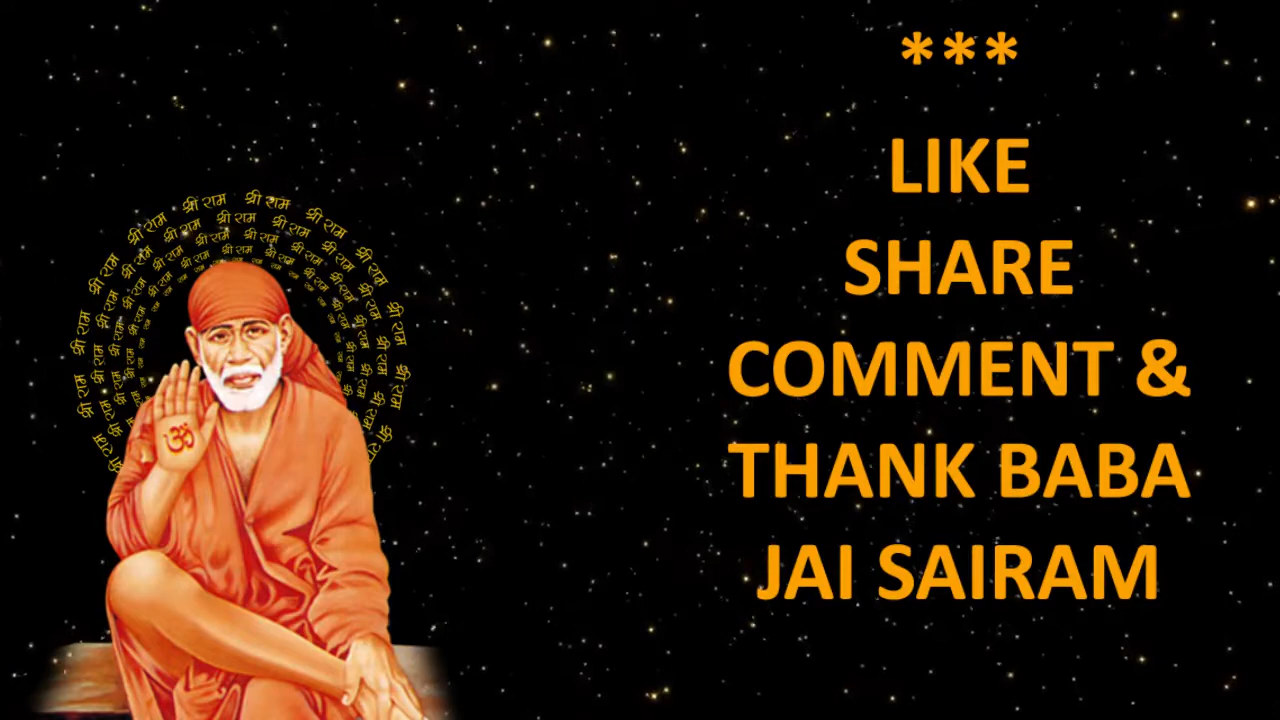 ***
LIKE
SHARE
COMMENT &
THANK BABA
JAI SAIRAM
श्री राम श्री राम श्री राम श्री राम श्री राम श्री राम श्री राम श्री राम
ॐ